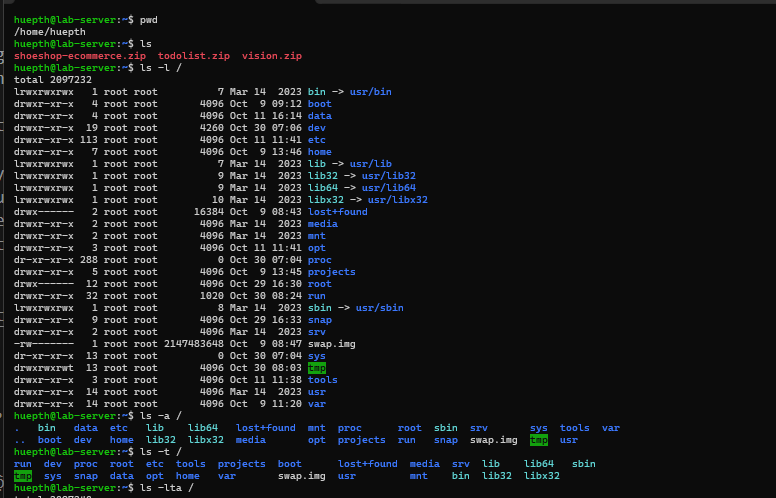 huepth@lab-server:~$ pwd
/home/huepth
huepth@lab-server:~$ ls
shoeshop-ecommerce.zip  todolist.zip  vision.zip
huepth@lab-server:~$ ls -l /
total 2097232
lrwxrwxrwx   1 root root          7 Mar 14  2023 bin -> usr/bin
drwxr-xr-x   4 root root       4096 Oct  9 09:12 boot
drwxr-xr-x   4 root root       4096 Oct 11 16:14 data
drwxr-xr-x  19 root root       4260 Oct 30 07:06 dev
drwxr-xr-x 113 root root       4096 Oct 11 11:41 etc
drwxr-xr-x   7 root root       4096 Oct  9 13:46 home
lrwxrwxrwx   1 root root          7 Mar 14  2023 lib -> usr/lib
lrwxrwxrwx   1 root root          9 Mar 14  2023 lib32 -> usr/lib32
lrwxrwxrwx   1 root root          9 Mar 14  2023 lib64 -> usr/lib64
lrwxrwxrwx   1 root root         10 Mar 14  2023 libx32 -> usr/libx32
drwx------   2 root root      16384 Oct  9 08:43 lost+found
drwxr-xr-x   2 root root       4096 Mar 14  2023 media
drwxr-xr-x   2 root root       4096 Mar 14  2023 mnt
drwxr-xr-x   3 root root       4096 Oct 11 11:41 opt
dr-xr-xr-x 288 root root          0 Oct 30 07:04 proc
drwxr-xr-x   5 root root       4096 Oct  9 13:45 projects
drwx------  12 root root       4096 Oct 29 16:30 root
drwxr-xr-x  32 root root       1020 Oct 30 08:24 run
lrwxrwxrwx   1 root root          8 Mar 14  2023 sbin -> usr/sbin
drwxr-xr-x   9 root root       4096 Oct 29 16:33 snap
drwxr-xr-x   2 root root       4096 Mar 14  2023 srv
-rw-------   1 root root 2147483648 Oct  9 08:47 swap.img
dr-xr-xr-x  13 root root          0 Oct 30 07:04 sys
drwxrwxrwt  13 root root       4096 Oct 30 08:03 tmp
drwxr-xr-x   3 root root       4096 Oct 11 11:38 tools
drwxr-xr-x  14 root root       4096 Mar 14  2023 usr
drwxr-xr-x  14 root root       4096 Oct  9 11:20 var
huepth@lab-server:~$ ls -a /
.   bin   data  etc   lib    lib64   lost+found  mnt  proc      root  sbin  srv       sys  tools  var
..  boot  dev   home  lib32  libx32  media       opt  projects  run   snap  swap.img  tmp  usr
huepth@lab-server:~$ ls -t /
run  dev  proc  root  etc  tools  projects  boot      lost+found  media  srv  lib    lib64   sbin
tmp  sys  snap  data  opt  home   var       swap.img  usr         mnt    bin  lib32  libx32
huepth@lab-server:~$ ls -lta /